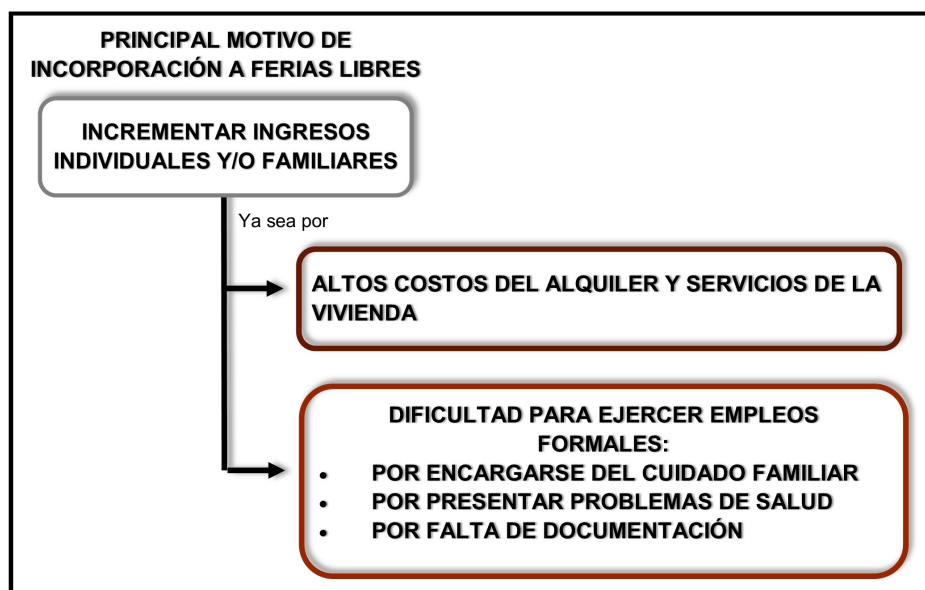 PRINCIPAL MOTIVO DE
INCORPORACIÓN A FERIAS LIBRES
INCREMENTAR INGRESOS
INDIVIDUALES Y/O FAMILIARES
Ya sea por
ALTOS COSTOS DEL ALQUILER Y SERVICIOS DE LA
VIVIENDA
DIFICULTAD PARA EJERCER EMPLEOS
FORMALES:
• POR ENCARGARSE DEL CUIDADO FAMILIAR
• POR PRESENTAR PROBLEMAS DE SALUD
• POR FALTA DE DOCUMENTACIÓN